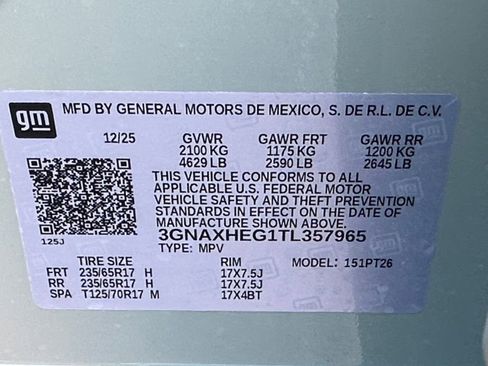 gm MFD BY GENERAL MOTORS DE MEXICO, S. DE R.L. DE C.V.
12/25 GVWR GAWR FRT GAWR RR
2100 KG 1175 KG 1200 KG
4629 LB 2590 LB 2645 LB
THIS VEHICLE CONFORMS TO ALL
APPLICABLE U.S. FEDERAL MOTOR
VEHICLE SAFETY AND THEFT PREVENTION
STANDARDS IN EFFECT ON THE DATE OF
MANUFACTURE SHOWN ABOVE.
125J 3GNAXHEG1TL357965
TYPE: MPV
TIRE SIZE RIM MODEL: 151PT26
FRT 235/65R17 H 17X7.5J
RR 235/65R17 H 17X7.5J
SPA T125/70R17 M 17X4BT